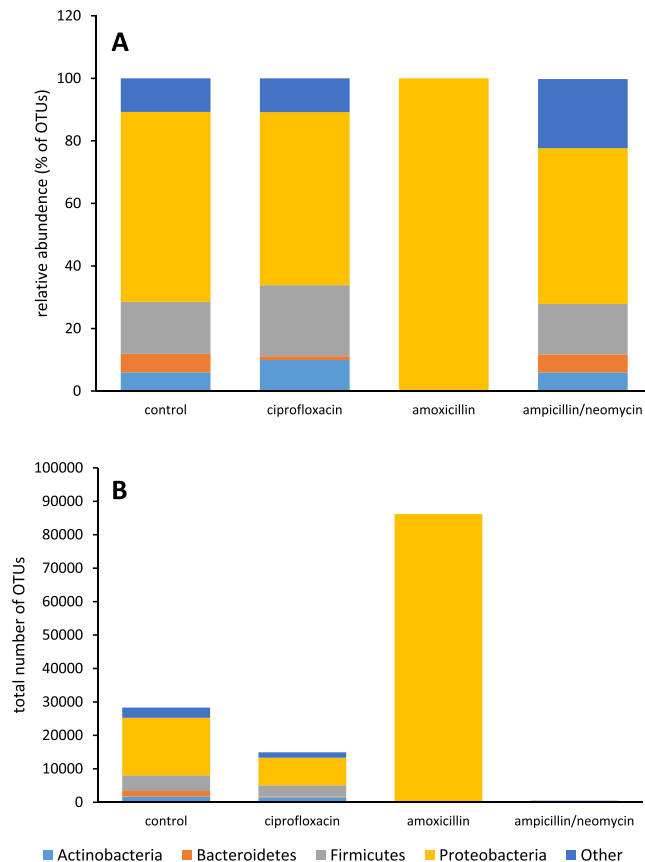 A
relative abundance (% of OTUs)
120
100
80
60
40
20
0
control ciprofloxacin amoxicillin ampicillin/neomycin
B
total number of OTUs
100000
90000
80000
70000
60000
50000
40000
30000
20000
10000
0
control ciprofloxacin amoxicillin ampicillin/neomycin
Actinobacteria Bacteroidetes Firmicutes Proteobacteria Other